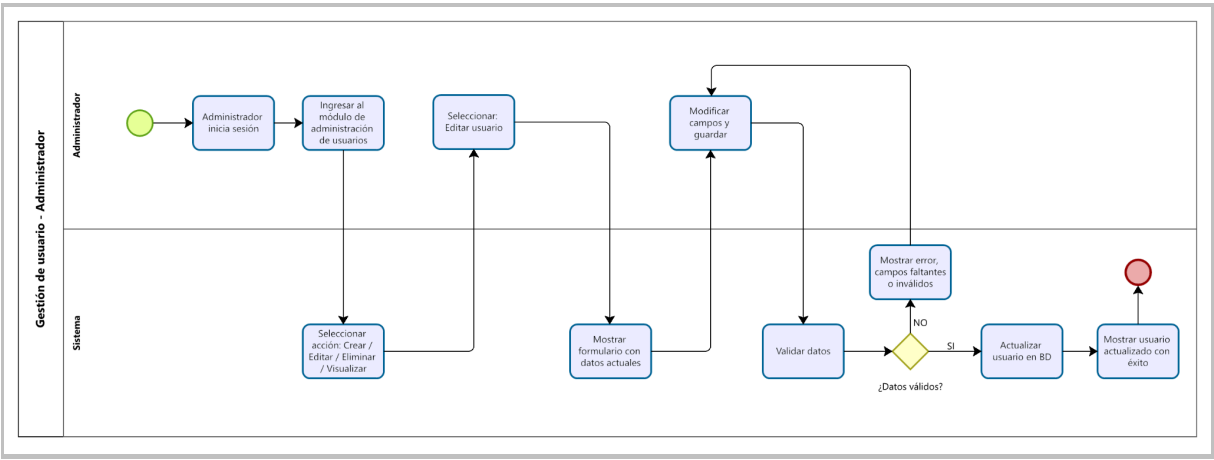 Gestión de usuario - Administrador
Administrador
Administrador
inicia sesión
Ingresar al
módulo de
administración
de usuarios
Seleccionar:
Editar usuario
Modificar
campos y
guardar
Sistema
Seleccionar
acción: Crear /
Editar / Eliminar
/ Visualizar
Mostrar
formulario con
datos actuales
Validar datos
Mostrar error,
campos faltantes
o inválidos
NO
SI
¿Datos válidos?
Actualizar
usuario en BD
Mostrar usuario
actualizado con
éxito